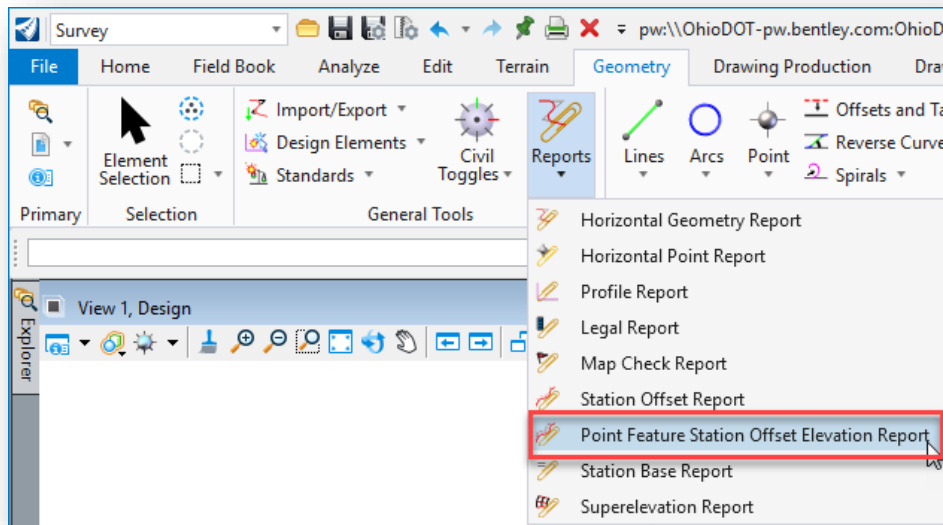 Survey
pw:\\OhioDOT-pw.bentley.com:OhioD
File Home Field Book Analyze Edit Terrain Geometry Drawing Production Dra
Import/Export
Design Elements
Standards
Element
Selection
Civil
Toggles
Reports
Lines
Arcs
Point
Offsets and Ta
Reverse Curve
Spirals
Primary
Selection
General Tools
Horizontal Geometry Report
Horizontal Point Report
Profile Report
Legal Report
Map Check Report
Station Offset Report
Point Feature Station Offset Elevation Report
Station Base Report
Superelevation Report
Explorer
View 1, Design